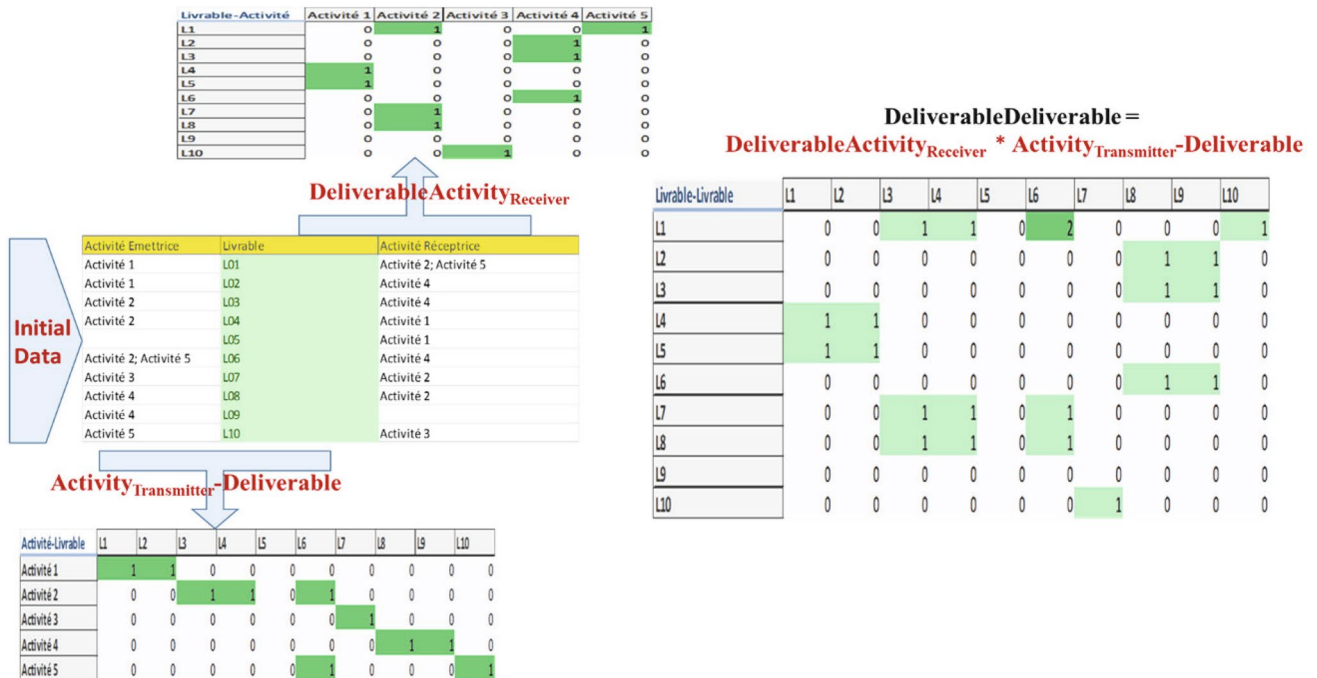 Livrable-Activité Activité 1 Activité 2 Activité 3 Activité 4 Activité 5
L1 0 1 0 0 1
L2 0 0 0 1 0
L3 0 0 0 1 0
L4 1 0 0 0 0
L5 1 0 0 0 0
L6 0 0 0 1 0
L7 0 1 0 0 0
L8 0 1 0 0 0
L9 0 0 0 0 0
L10 0 0 1 0 0
DeliverableActivityReceiver
Initial
Data
Activité Emettrice Livrable Activité Réceptrice
Activité 1 L01 Activité 2; Activité 5
Activité 1 L02 Activité 4
Activité 2 L03 Activité 4
Activité 2 L04 Activité 1
L05 Activité 1
Activité 2; Activité 5 L06 Activité 4
Activité 3 L07 Activité 2
Activité 4 L08 Activité 2
Activité 4 L09
Activité 5 L10 Activité 3
ActivityTransmitter-Deliverable
Activité-Livrable L1 L2 L3 L4 L5 L6 L7 L8 L9 L10
Activité 1 1 1 0 0 0 0 0 0 0 0
Activité 2 0 0 1 1 0 1 0 0 0 0
Activité 3 0 0 0 0 0 0 1 0 0 0
Activité 4 0 0 0 0 0 0 0 1 1 0
Activité 5 0 0 0 0 0 1 0 0 0 1
DeliverableDeliverable =
DeliverableActivityReceiver * ActivityTransmitter-Deliverable
Livrable-Livrable L1 L2 L3 L4 L5 L6 L7 L8 L9 L10
L1 0 0 1 1 0 2 0 0 0 1
L2 0 0 0 0 0 0 0 1 1 0
L3 0 0 0 0 0 0 0 1 1 0
L4 1 1 0 0 0 0 0 0 0 0
L5 1 1 0 0 0 0 0 0 0 0
L6 0 0 0 0 0 0 0 1 1 0
L7 0 0 1 1 0 1 0 0 0 0
L8 0 0 1 1 0 1 0 0 0 0
L9 0 0 0 0 0 0 0 0 0 0
L10 0 0 0 0 0 0 1 0 0 0